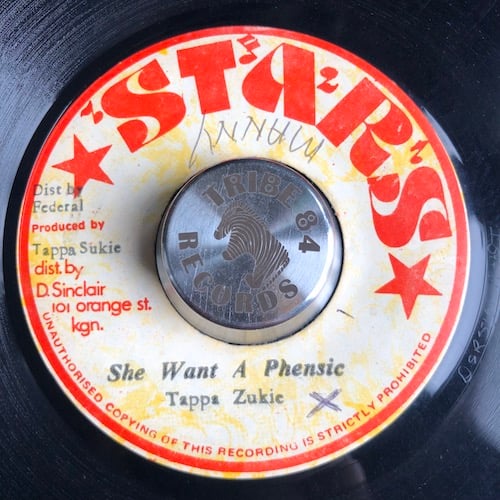 STARS
MANNY
TRIBE 84
RECORDS
Dist by
Federal
Produced by
Tappa Sukie
dist. by
D. Sinclair
101 orange st.
kgn.
She Want A Phensic
Tappa Zukie
X
UNAUTHORISED COPYING OF THIS RECORDING IS STRICTLY PROHIBITED